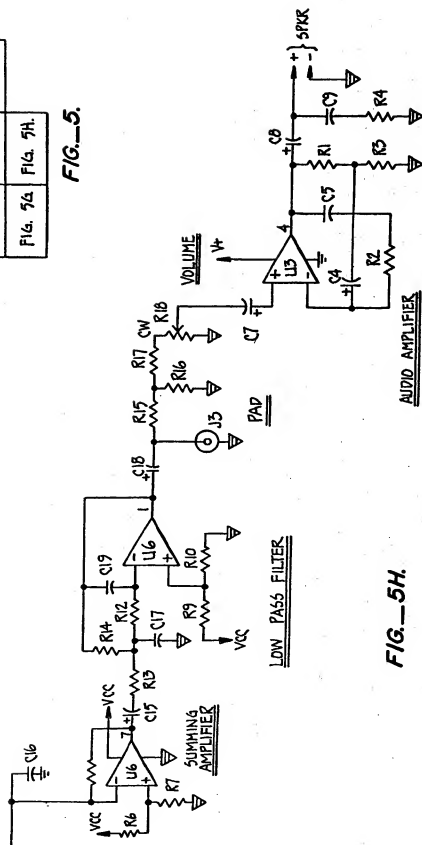 FIG. 5G FIG. 5H.
FIG._5.
C16
VCC
VCC
R6
R7
U6
-
+
7
SUMMING
AMPLIFIER
C15
+
R13
R14
C17
R12
C19
U6
-
+
1
R9
R10
VCC
LOW PASS FILTER
C18
+
J3
R15
R16
R17
PAD
CW
R18
VOLUME
C7
+
V+
U3
+
-
4
C4
+
C5
R2
AUDIO AMPLIFIER
C8
+
R1
R3
C9
R4
+
-
SPKR
FIG._5H.